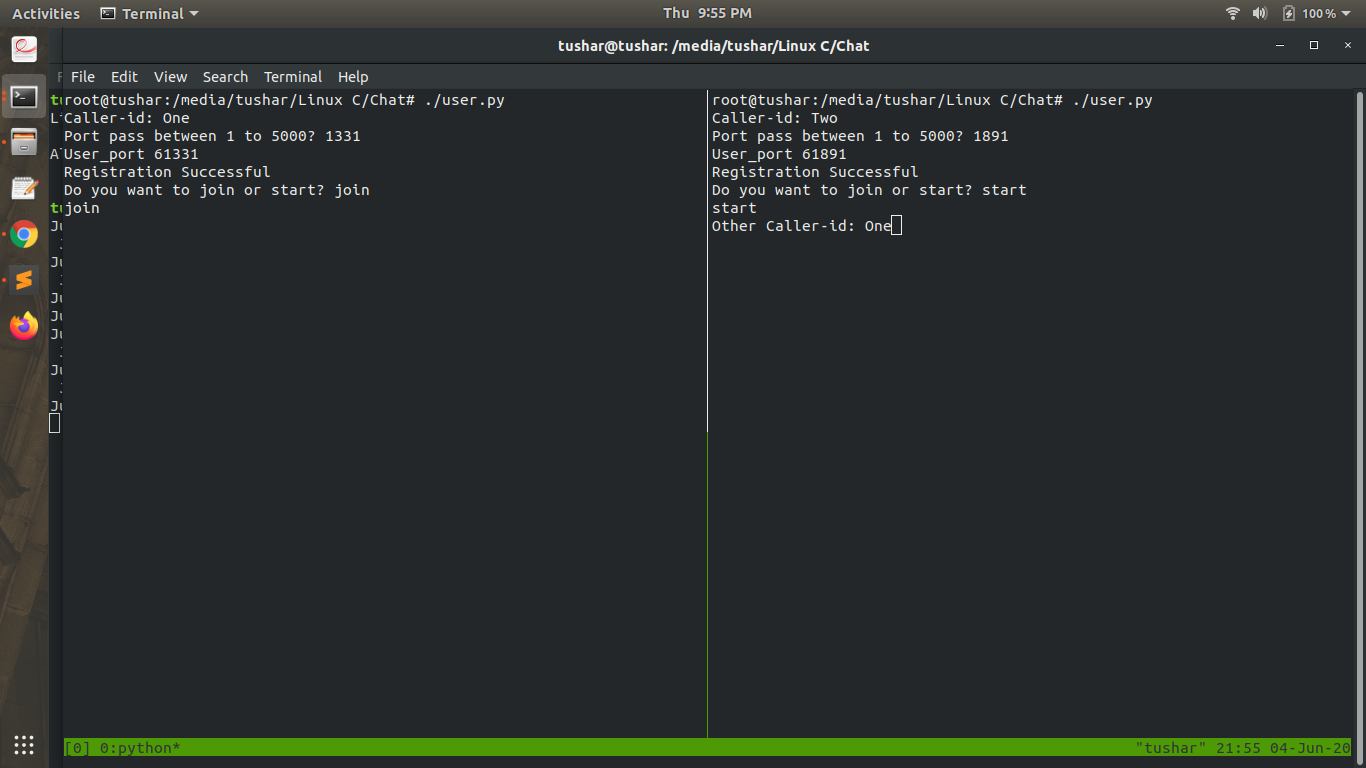 Activities Terminal Thu 9:55 PM 100%
tushar@tushar: /media/tushar/Linux C/Chat
File Edit View Search Terminal Help
root@tushar:/media/tushar/Linux C/Chat# ./user.py
Caller-id: One
Port pass between 1 to 5000? 1331
User_port 61331
Registration Successful
Do you want to join or start? join
join
root@tushar:/media/tushar/Linux C/Chat# ./user.py
Caller-id: Two
Port pass between 1 to 5000? 1891
User_port 61891
Registration Successful
Do you want to join or start? start
start
Other Caller-id: One
[0] 0:python* "tushar" 21:55 04-Jun-20